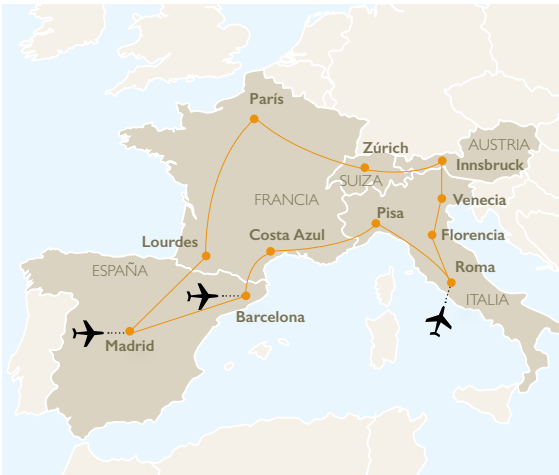 París
Zúrich
AUSTRIA
Innsbruck
SUIZA
FRANCIA
Venecia
Pisa
Costa Azul
Florencia
Lourdes
ESPAÑA
Roma
ITALIA
Barcelona
Madrid